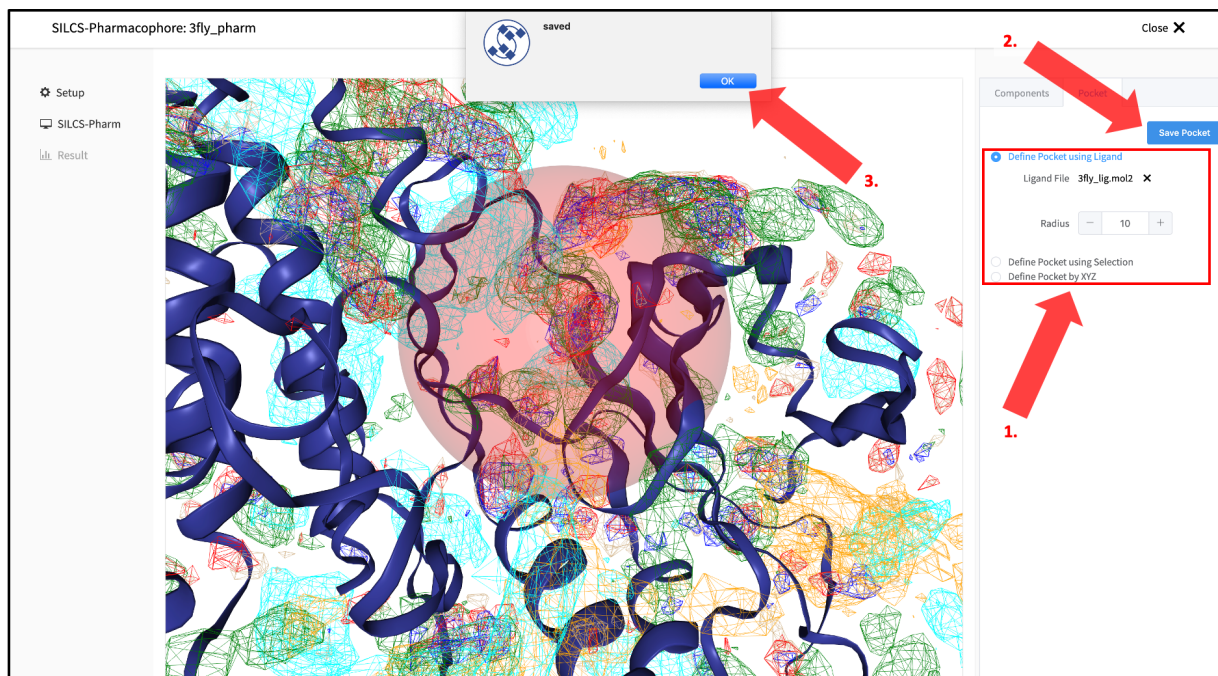 SILCS-Pharmacophore: 3fly_pharm
saved
OK
Close ✕
2.
Setup
SILCS-Pharm
Result
Components
Pocket
Save Pocket
3.
Define Pocket using Ligand
Ligand File 3fly_lig.mol2 ✕
Radius − 10 +
Define Pocket using Selection
Define Pocket by XYZ
1.